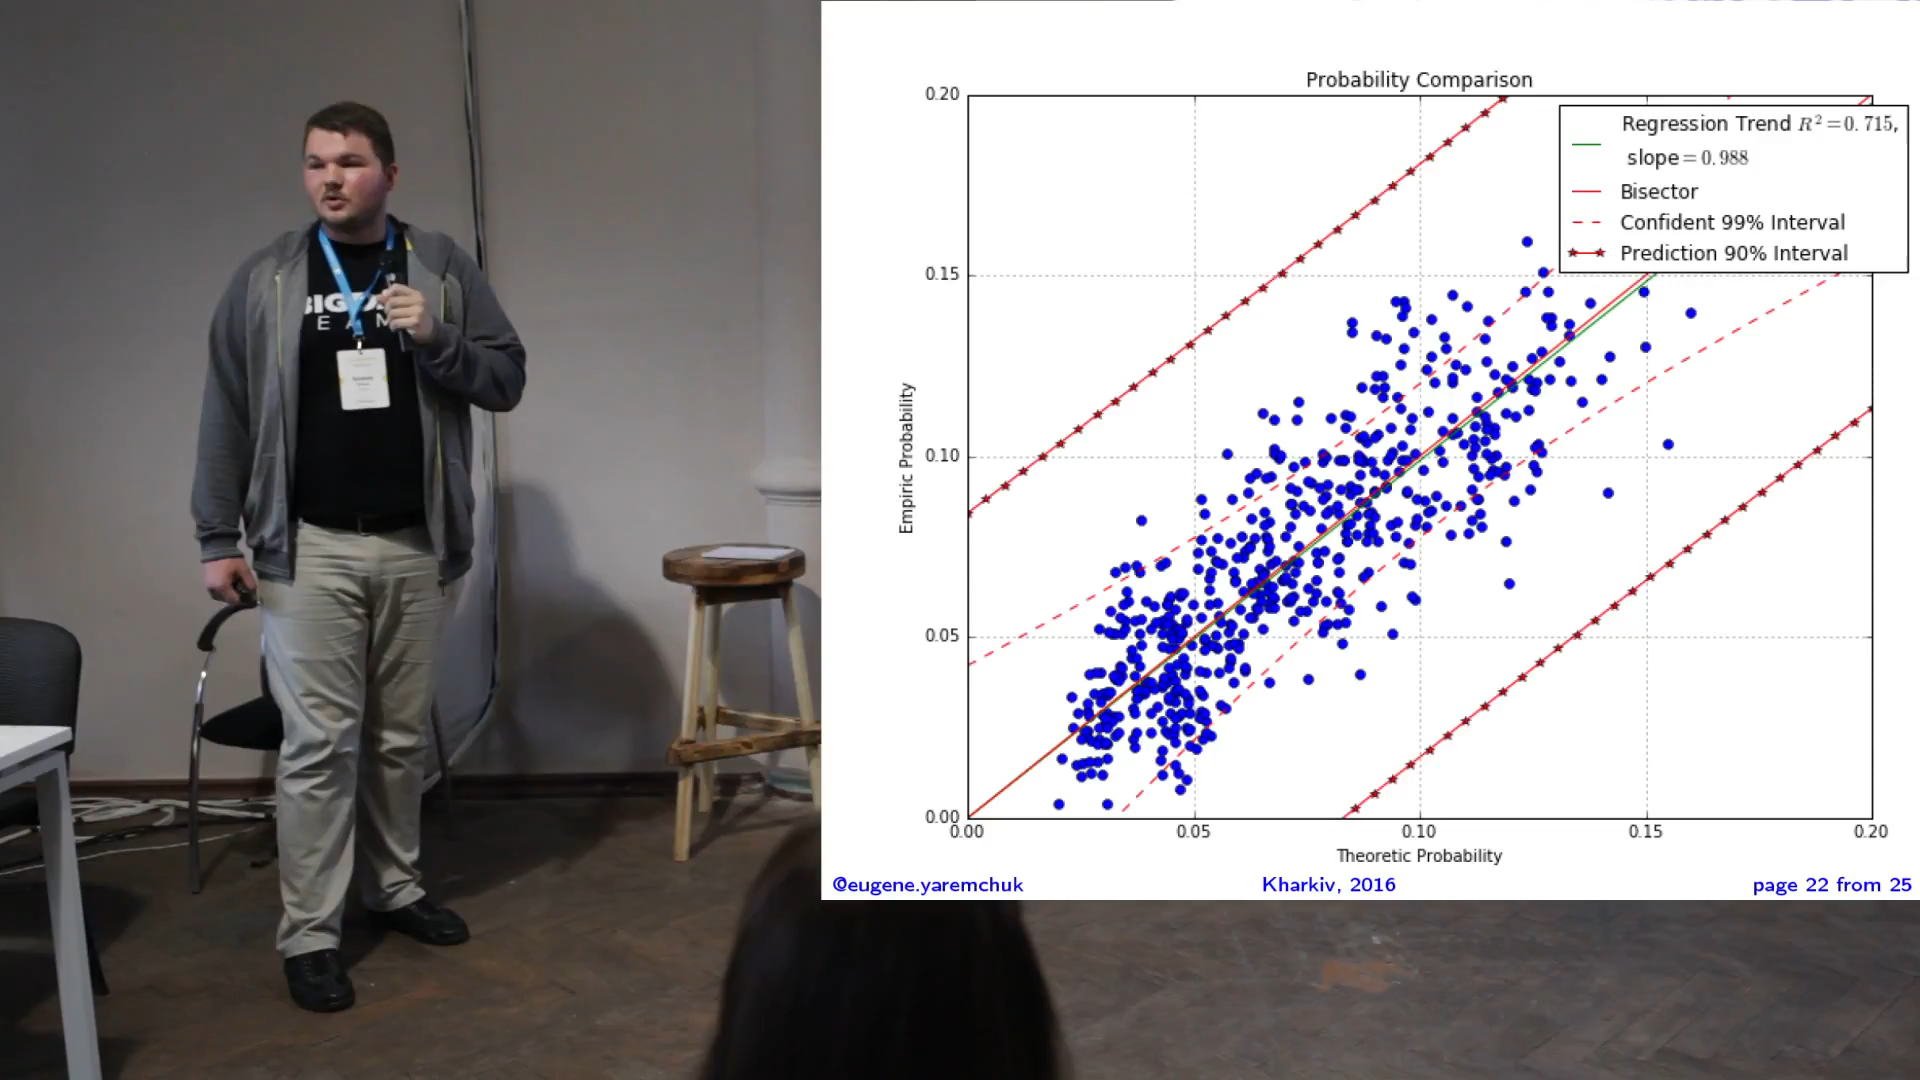 BIGDA
EAM
Probability Comparison
0.20
0.15
0.10
0.05
0.00
Empiric Probability
Regression Trend R² = 0.715,
slope = 0.988
Bisector
Confident 99% Interval
Prediction 90% Interval
0.00 0.05 0.10 0.15 0.20
Theoretic Probability
©eugene.yaremchuk Kharkiv, 2016 page 22 from 25